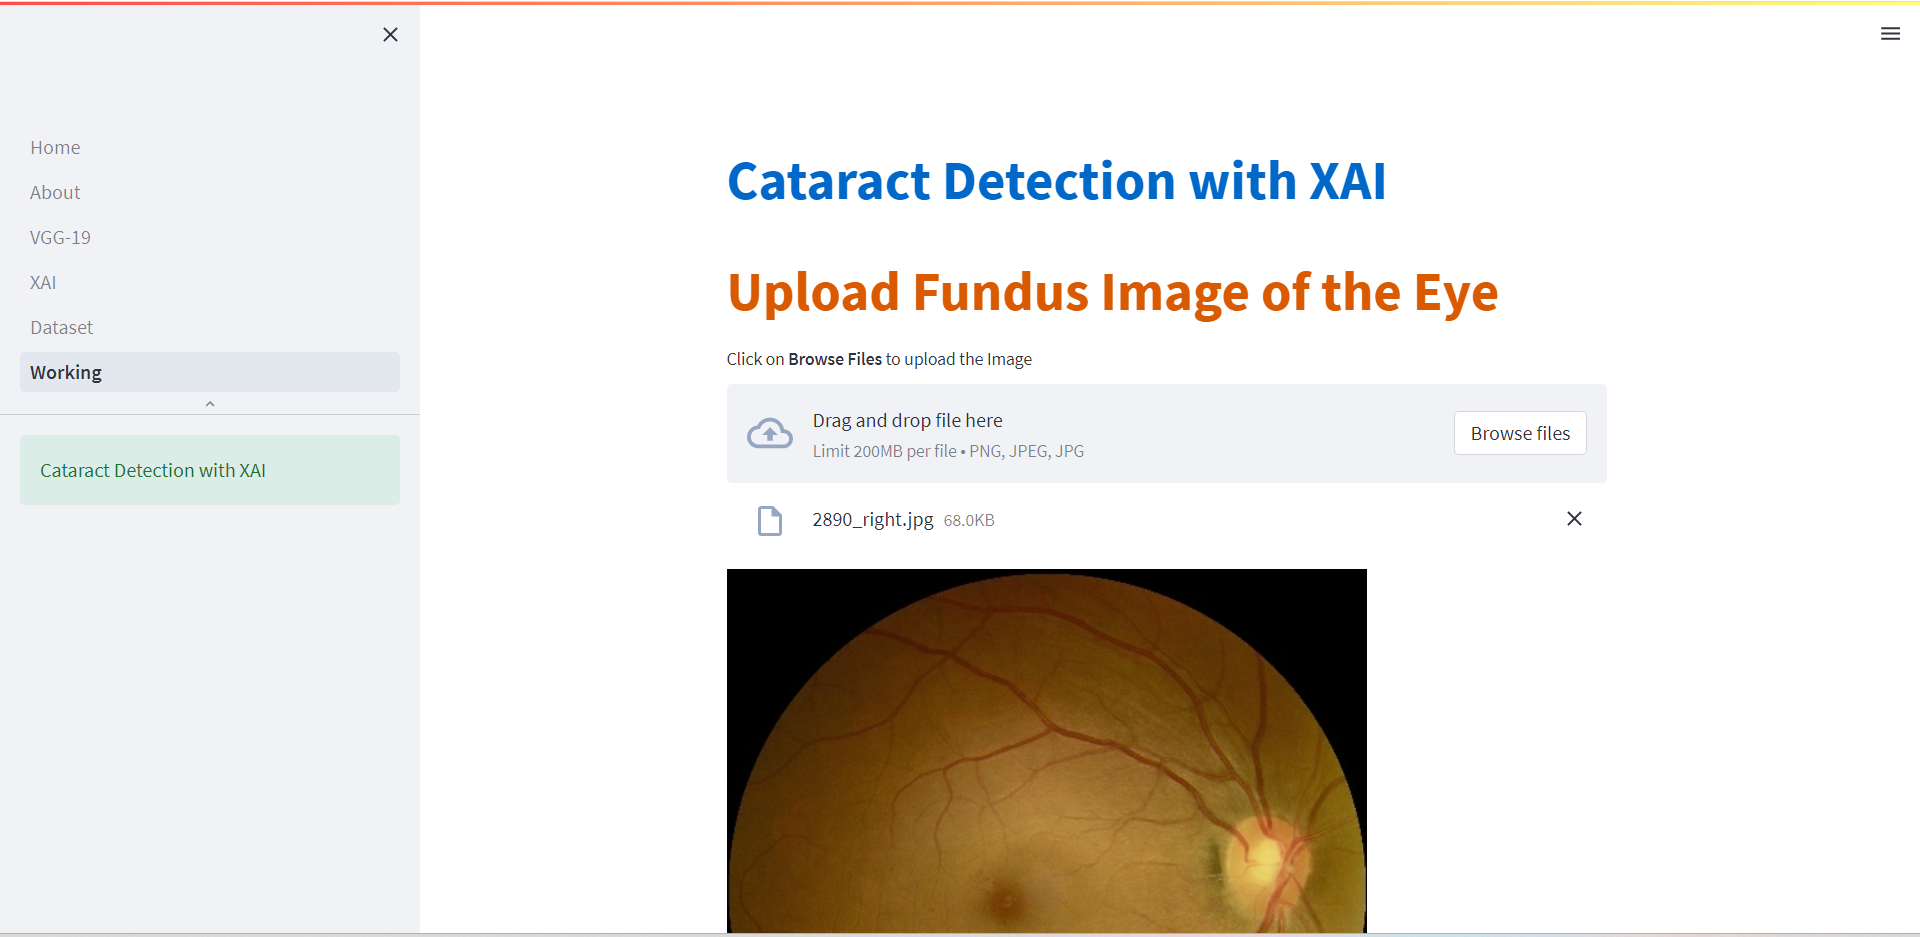 Home
About
VGG-19
XAI
Dataset
Working
Cataract Detection with XAI
Cataract Detection with XAI
Upload Fundus Image of the Eye
Click on Browse Files to upload the Image
Drag and drop file here
Limit 200MB per file • PNG, JPEG, JPG
Browse files
2890_right.jpg 68.0KB